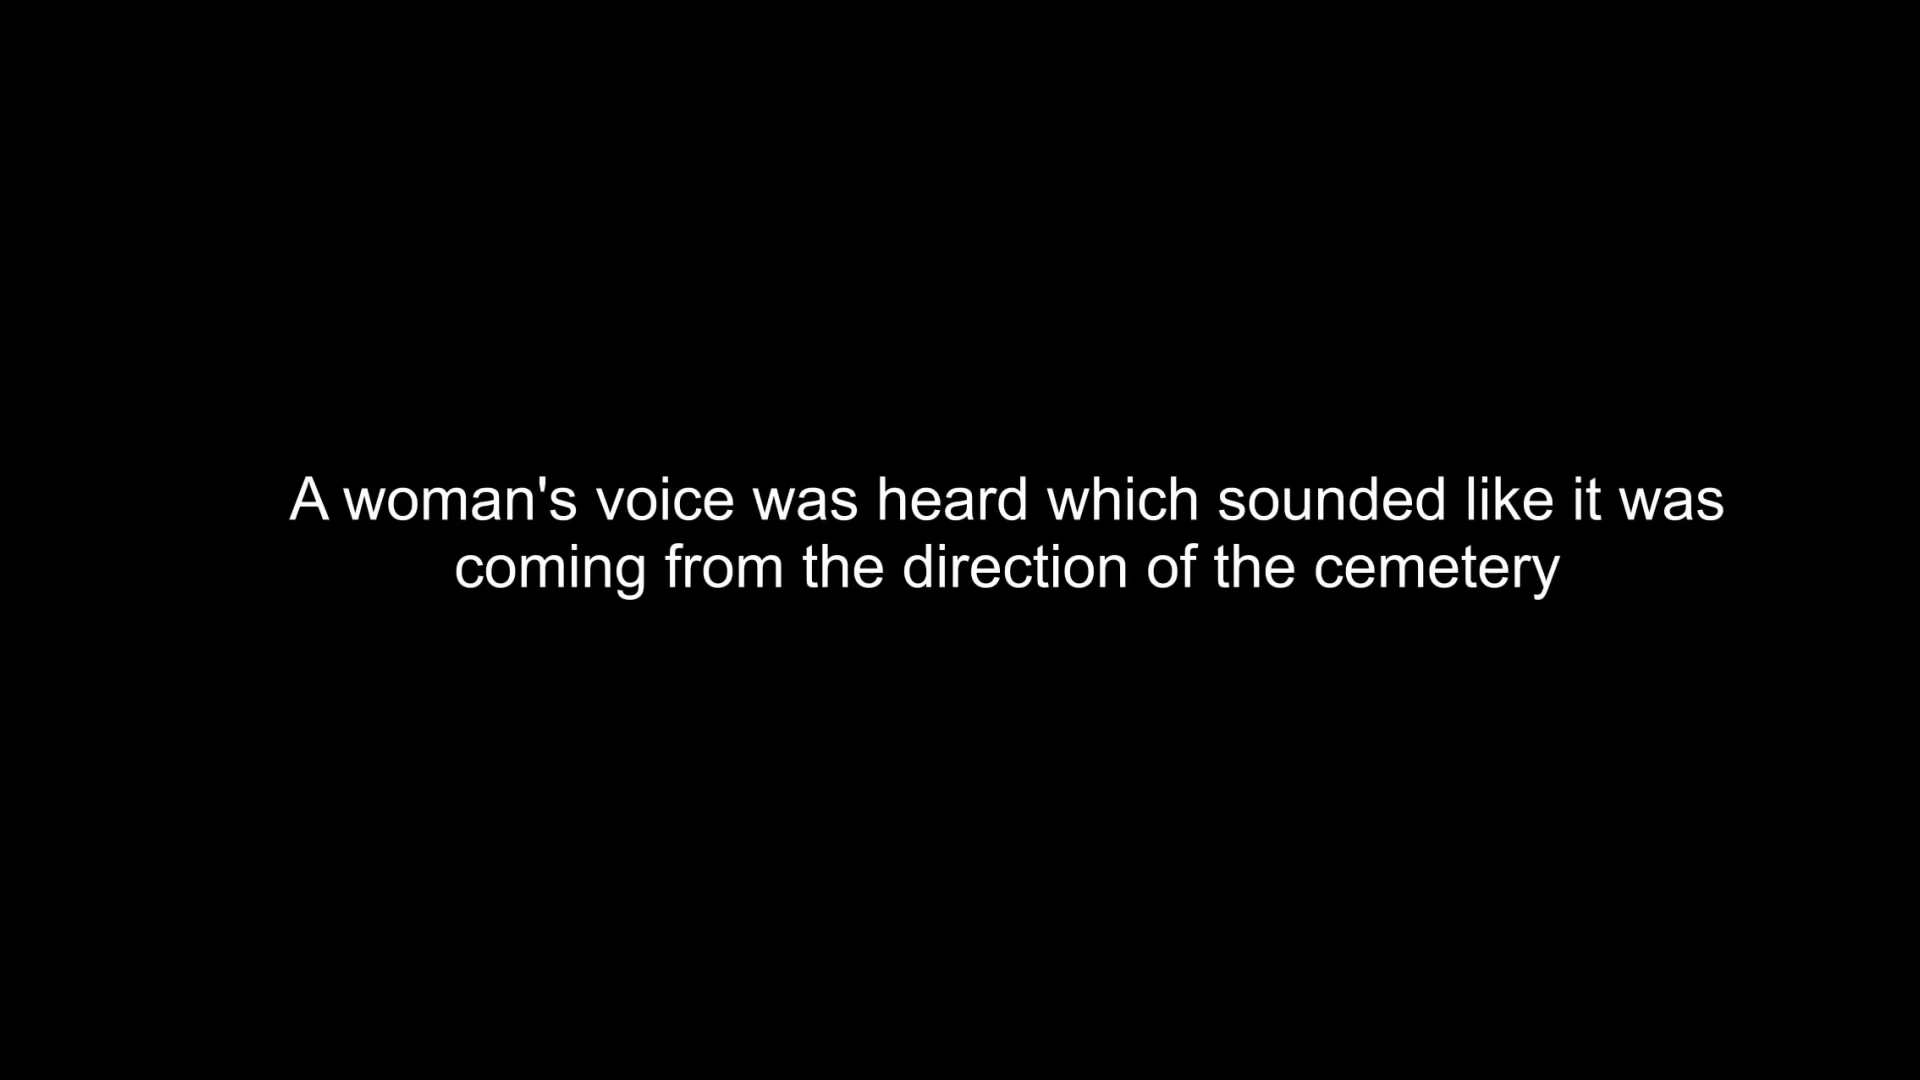 A woman's voice was heard which sounded like it was
coming from the direction of the cemetery